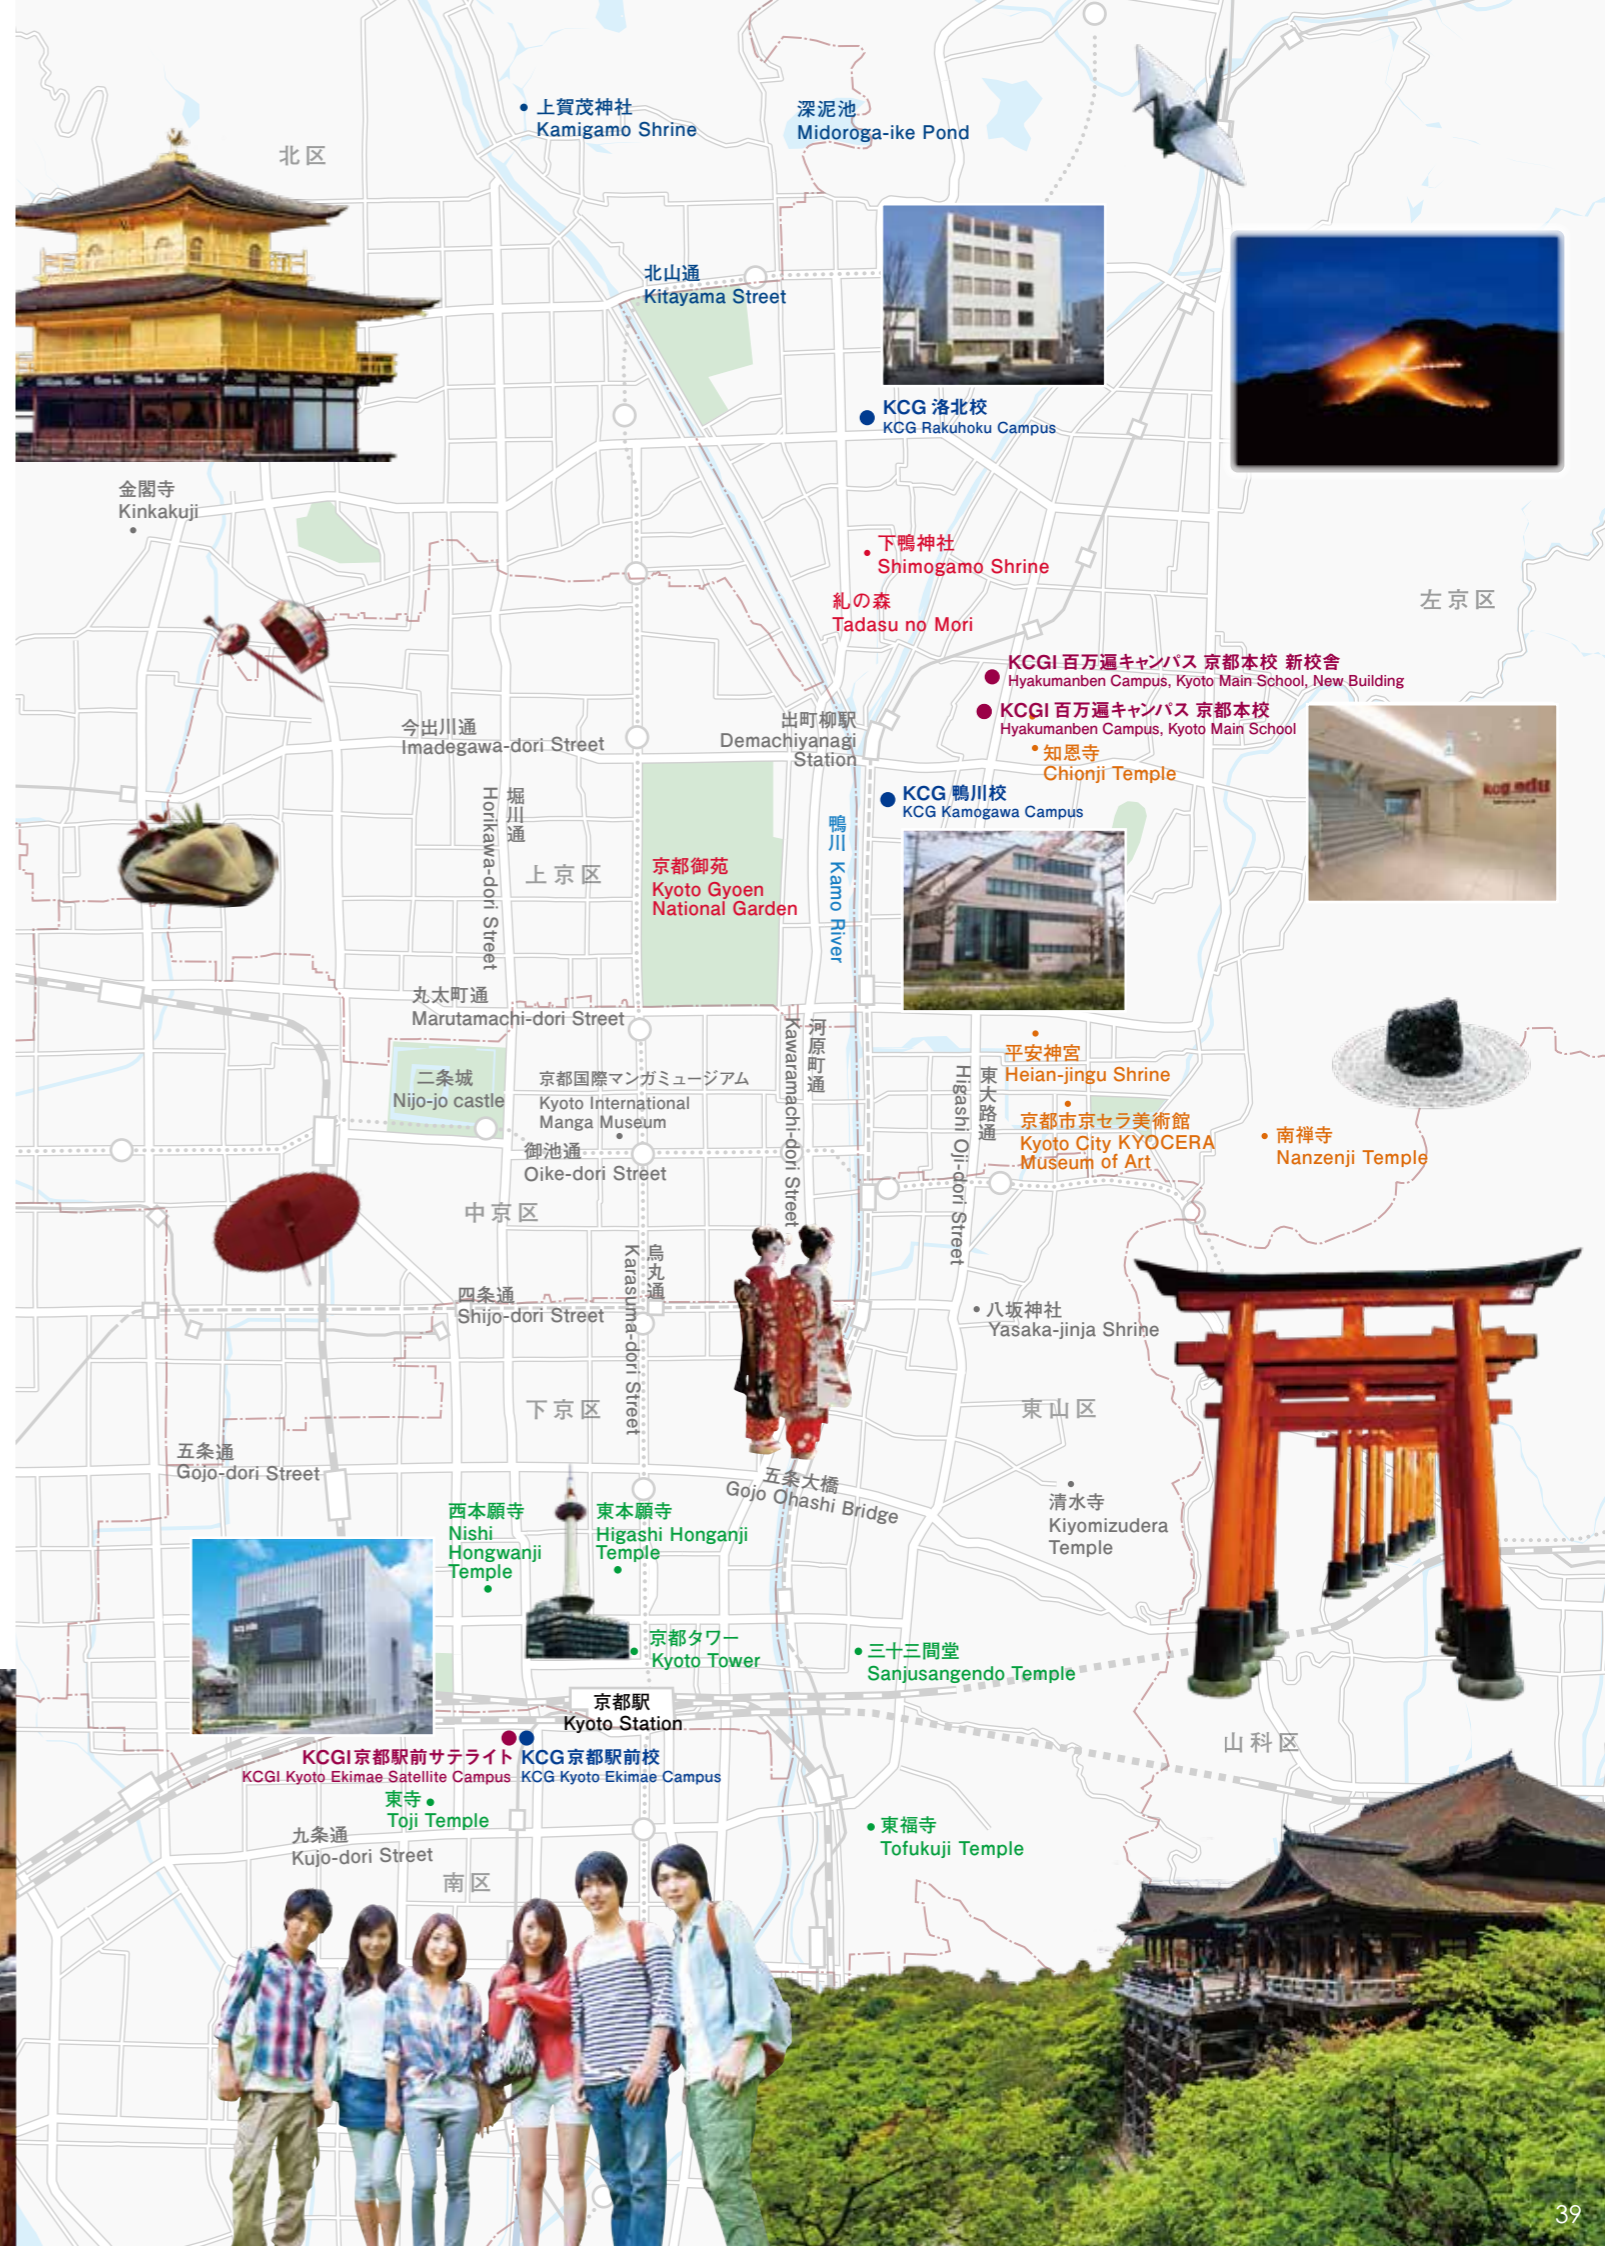 上賀茂神社
Kamigamo Shrine
深泥池
Midoroga-ike Pond
北区
北山通
Kitayama Street
KCG 洛北校
KCG Rakuhoku Campus
金閣寺
Kinkakuji
下鴨神社
Shimogamo Shrine
糺の森
Tadasu no Mori
左京区
KCGI 百万遍キャンパス 京都本校 新校舎
Hyakumanben Campus, Kyoto Main School, New Building
KCGI 百万遍キャンパス 京都本校
Hyakumanben Campus, Kyoto Main School
今出川通
Imadegawa-dori Street
出町柳駅
Demachiyanagi
Station
知恩寺
Chionji Temple
kcg.edu
KCG 鴨川校
KCG Kamogawa Campus
堀川通
Horikawa-dori Street
鴨川 Kamo River
上京区
京都御苑
Kyoto Gyoen
National Garden
丸太町通
Marutamachi-dori Street
河原町通
Kawaramachi-dori Street
平安神宮
Heian-jingu Shrine
東大路通
Higashi Oji-dori Street
二条城
Nijo-jo castle
京都国際マンガミュージアム
Kyoto International
Manga Museum
京都市京セラ美術館
Kyoto City KYOCERA
Museum of Art
南禅寺
Nanzenji Temple
御池通
Oike-dori Street
中京区
烏丸通
Karasuma-dori Street
四条通
Shijo-dori Street
八坂神社
Yasaka-jinja Shrine
下京区
東山区
五条通
Gojo-dori Street
五条大橋
Gojo Ohashi Bridge
清水寺
Kiyomizudera
Temple
西本願寺
Nishi
Hongwanji
Temple
東本願寺
Higashi Honganji
Temple
kcg.edu
京都タワー
Kyoto Tower
三十三間堂
Sanjusangendo Temple
京都駅
Kyoto Station
山科区
KCGI京都駅前サテライト
KCGI Kyoto Ekimae Satellite Campus
KCG京都駅前校
KCG Kyoto Ekimae Campus
東寺
Toji Temple
東福寺
Tofukuji Temple
九条通
Kujo-dori Street
南区
39